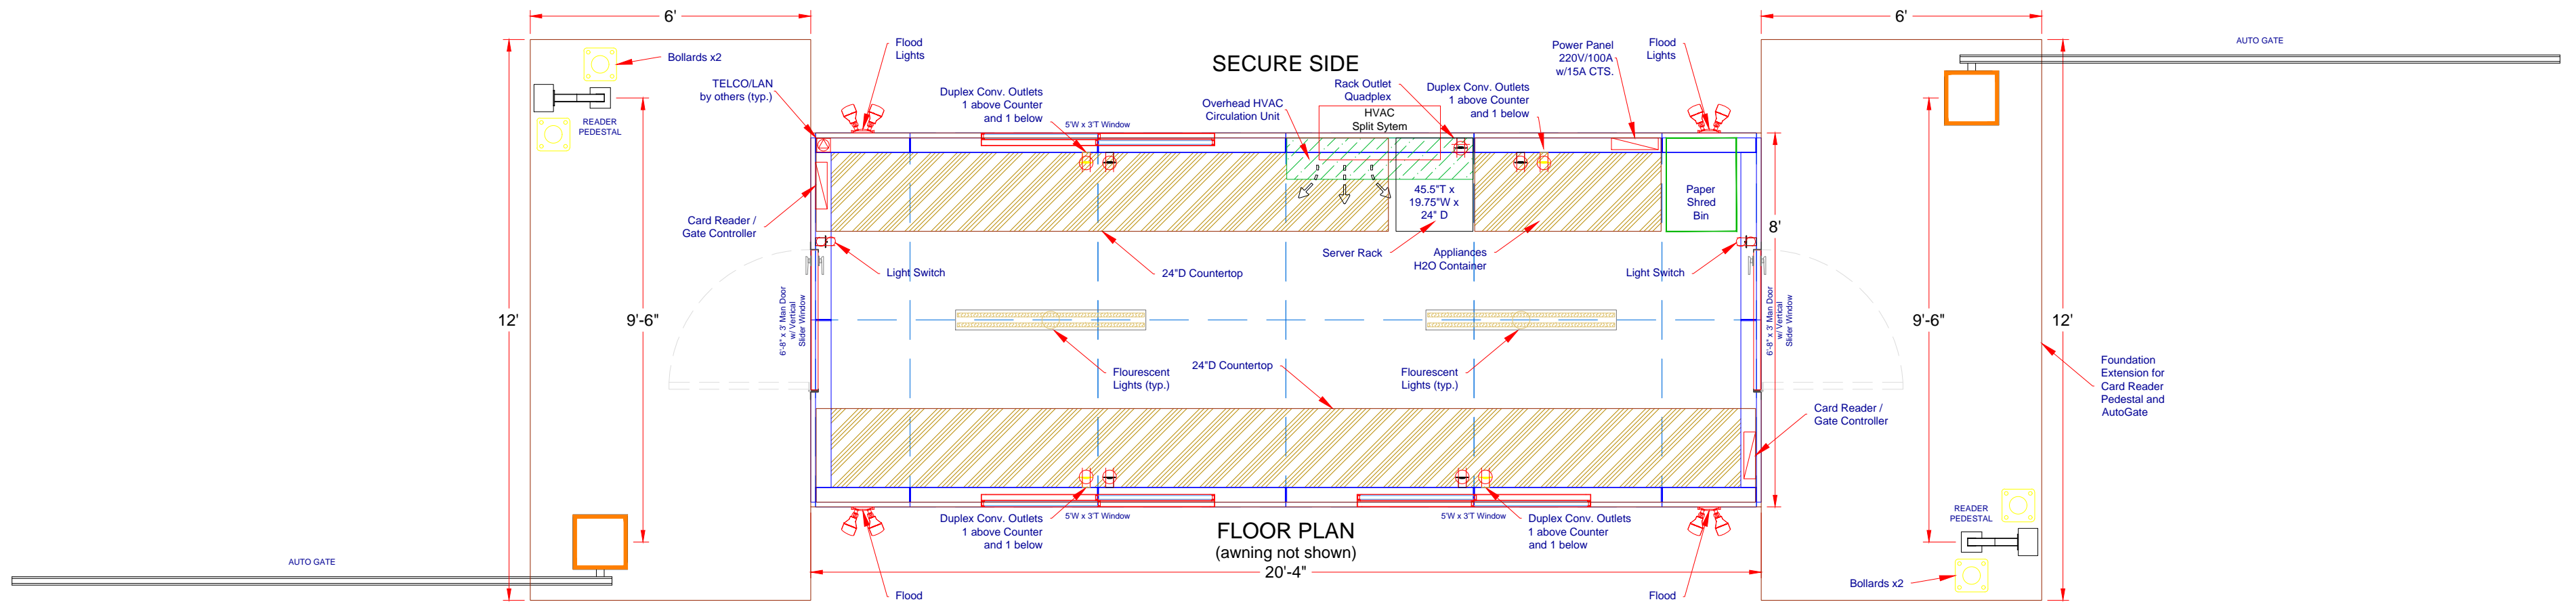 6'
6'
AUTO GATE
Flood
Lights
SECURE SIDE
Power Panel
220V/100A
w/15A CTS.
Flood
Lights
Bollards x2
TELCO/LAN
by others (typ.)
Duplex Conv. Outlets
1 above Counter
and 1 below
Overhead HVAC
Circulation Unit
Rack Outlet
Quadplex
HVAC
Split Sytem
Duplex Conv. Outlets
1 above Counter
and 1 below
READER
PEDESTAL
5'W x 3'T Window
45.5"T x
19.75"W x
24" D
Paper
Shred
Bin
Card Reader /
Gate Controller
8'
Server Rack
Appliances
H2O Container
Light Switch
24"D Countertop
Light Switch
12'
9'-6"
6'-8" x 3' Man Door
w/ Vertical
Slider Window
6'-8" x 3' Man Door
w/ Vertical
Slider Window
9'-6"
12'
Flourescent
Lights (typ.)
24"D Countertop
Flourescent
Lights (typ.)
Foundation
Extension for
Card Reader
Pedestal and
AutoGate
Card Reader /
Gate Controller
Duplex Conv. Outlets
1 above Counter
and 1 below
5'W x 3'T Window
FLOOR PLAN
(awning not shown)
5'W x 3'T Window
Duplex Conv. Outlets
1 above Counter
and 1 below
READER
PEDESTAL
AUTO GATE
20'-4"
Bollards x2
Flood
Flood